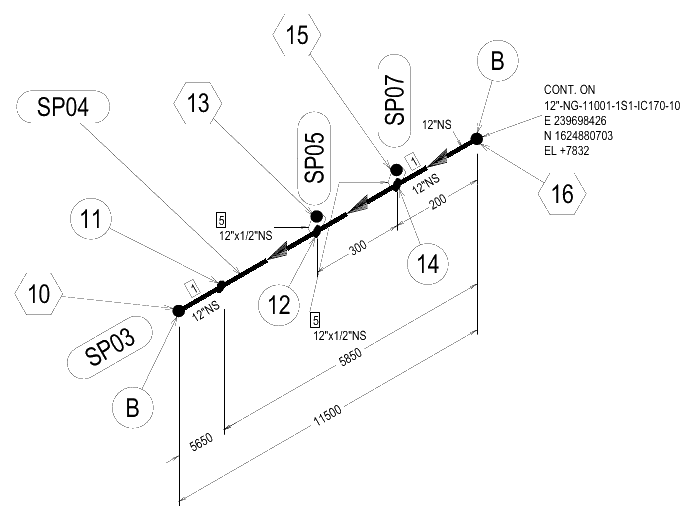 15
B
SP07
CONT. ON
12"-NG-11001-1S1-IC170-10
E 239698426
N 1624880703
EL +7832
SP04
13
12"NS
SP05
1
12"NS
16
200
11
5
12"x1/2"NS
300
14
10
1
12"NS
12
5
12"x1/2"NS
SP03
5850
B
11500
5650